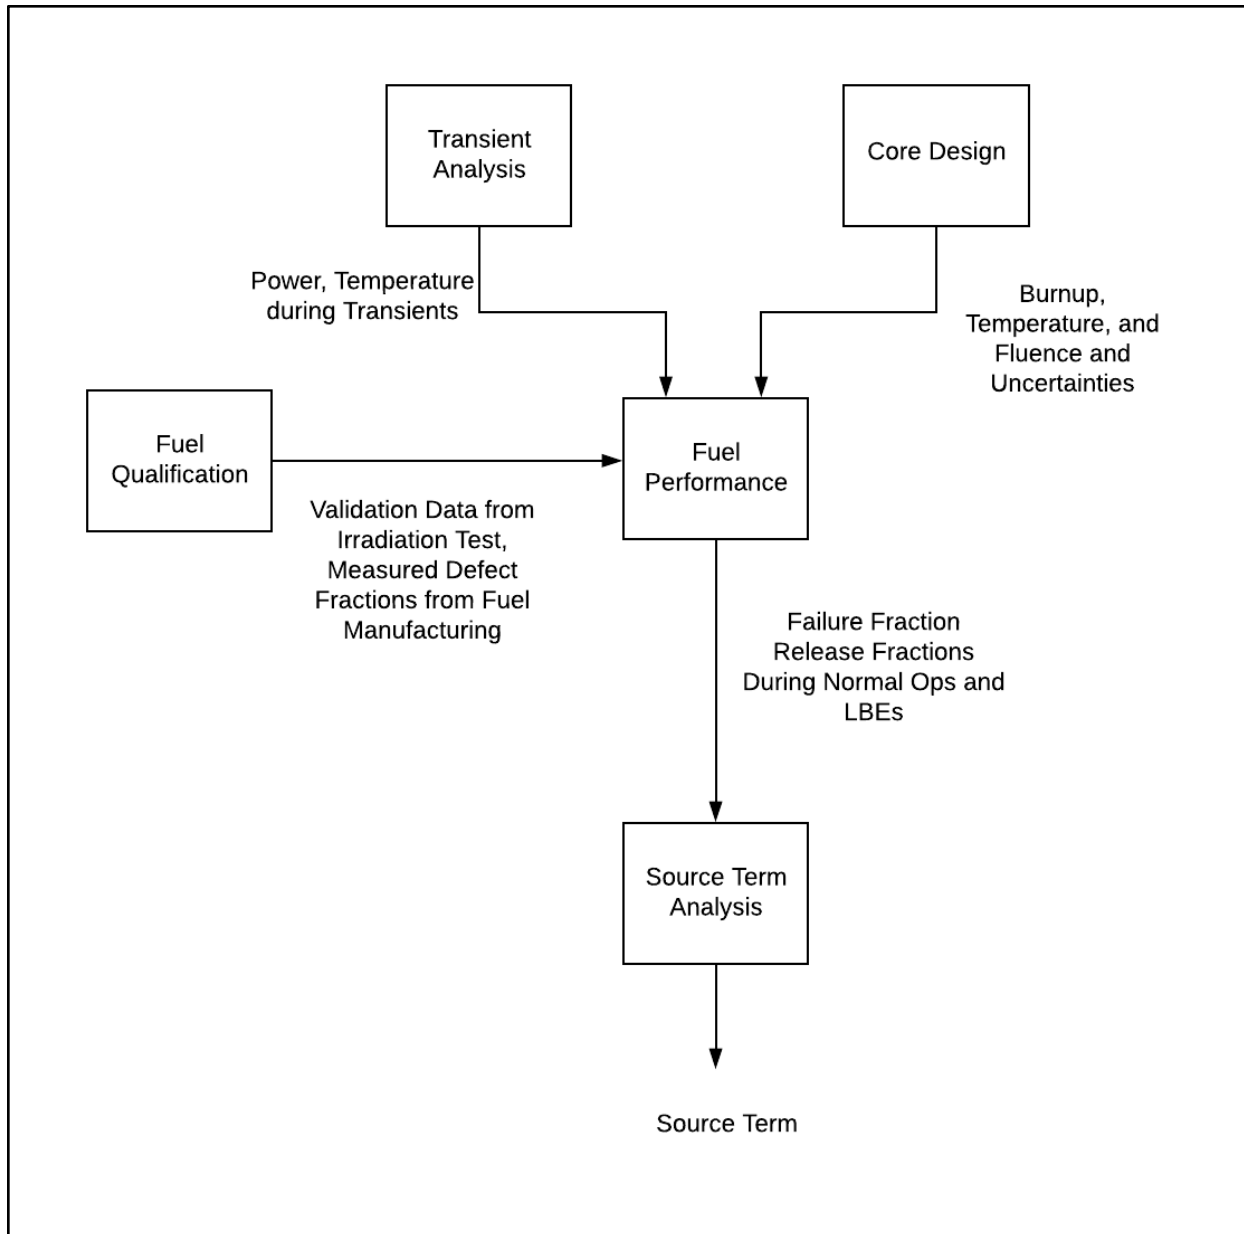 Transient
Analysis
Core Design
Power, Temperature
during Transients
Burnup,
Temperature, and
Fluence and
Uncertainties
Fuel
Qualification
Fuel
Performance
Validation Data from
Irradiation Test,
Measured Defect
Fractions from Fuel
Manufacturing
Failure Fraction
Release Fractions
During Normal Ops and
LBEs
Source Term
Analysis
Source Term